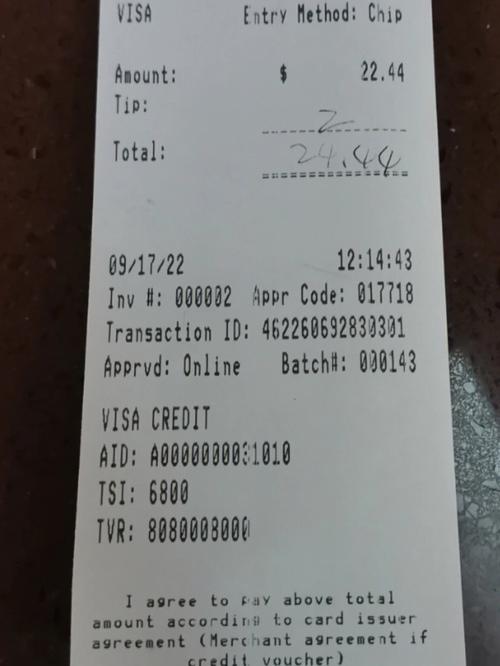 VISA Entry Method: Chip
Amount: $ 22.44
Tip: 2
Total: 24.44
09/17/22 12:14:43
Inv #: 000002 Appr Code: 017718
Transaction ID: 462260692830301
Apprvd: Online Batch#: 000143
VISA CREDIT
AID: A0000000031010
TSI: 6800
TVR: 8080008000
I agree to pay above total
amount according to card issuer
agreement (Merchant agreement if
credit voucher)